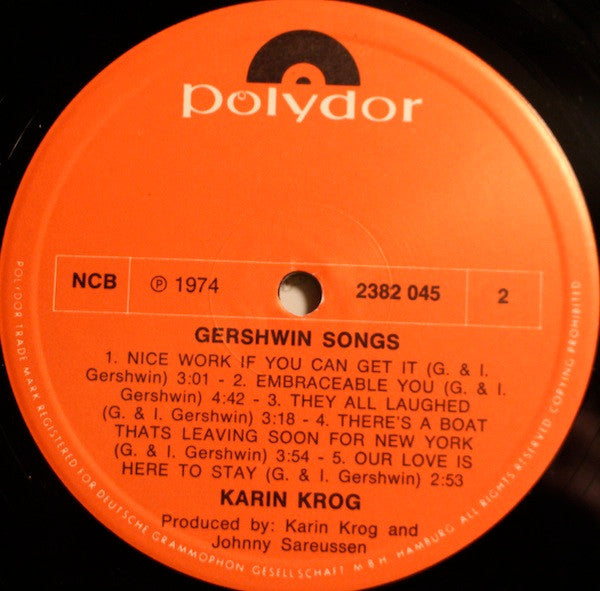 polydor
NCB
℗ 1974
2382 045
2
GERSHWIN SONGS
1. NICE WORK IF YOU CAN GET IT (G. & I.
Gershwin) 3:01 - 2. EMBRACEABLE YOU (G. & I.
Gershwin) 4:42 - 3. THEY ALL LAUGHED
(G. & I. Gershwin) 3:18 - 4. THERE'S A BOAT
THATS LEAVING SOON FOR NEW YORK
(G. & I. Gershwin) 3:54 - 5. OUR LOVE IS
HERE TO STAY (G. & I. Gershwin) 2:53
KARIN KROG
Produced by: Karin Krog and
Johnny Sareussen
POLYDOR TRADE MARK REGISTERED FOR DEUTSCHE GRAMMOPHON GESELLSCHAFT M.B.H. HAMBURG ALL RIGHTS RESERVED COPYING PROHIBITED